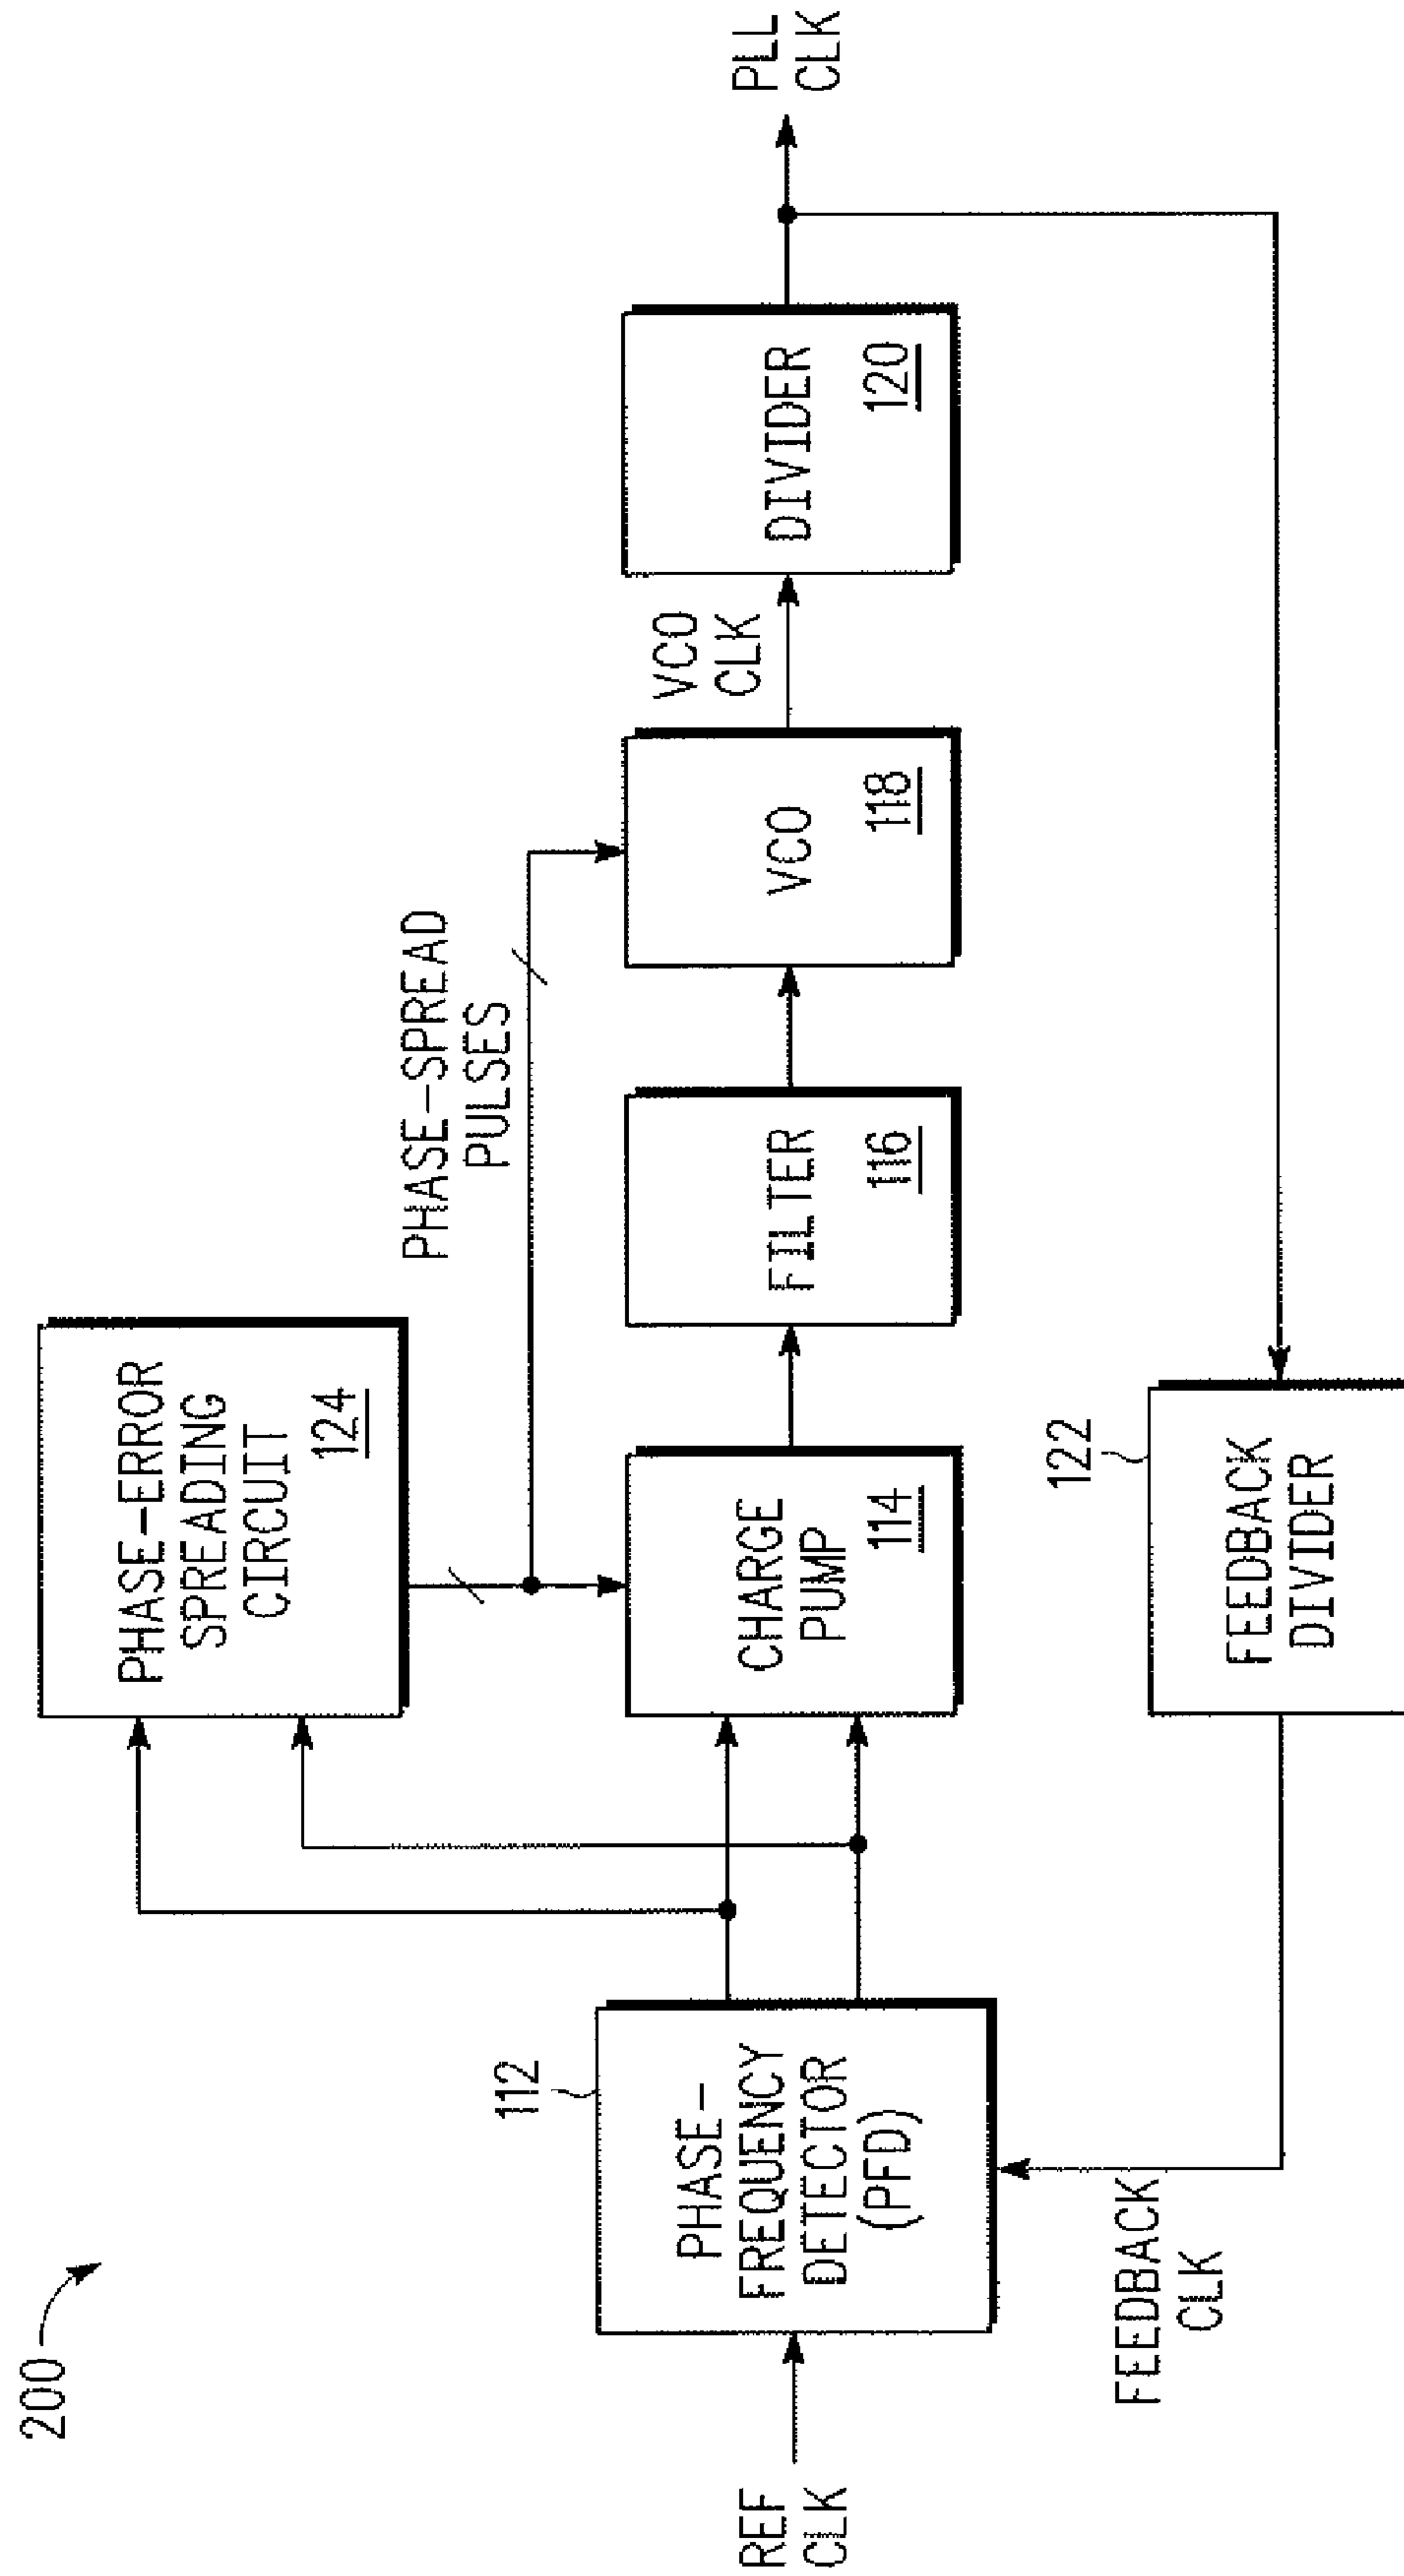 200
PHASE-ERROR
SPREADING
CIRCUIT
124
PHASE-SPREAD
PULSES
REF
CLK
112
PHASE-
FREQUENCY
DETECTOR
(PFD)
CHARGE
PUMP
114
FILTER
116
VCO
118
VCO
CLK
DIVIDER
120
PLL
CLK
FEEDBACK
CLK
122
FEEDBACK
DIVIDER